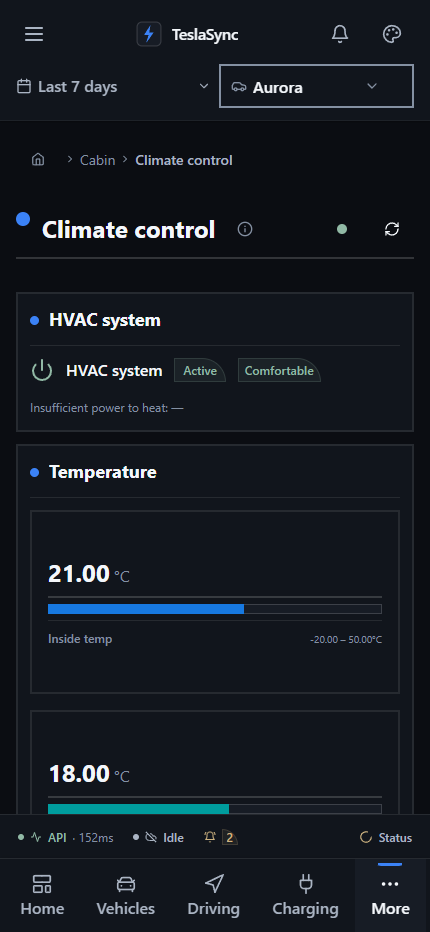 TeslaSync
Last 7 days
Aurora
Cabin
Climate control
Climate control
HVAC system
HVAC system
Active
Comfortable
Insufficient power to heat: —
Temperature
21.00 °C
Inside temp
-20.00 – 50.00°C
18.00 °C
API · 152ms
Idle
2
Status
Home
Vehicles
Driving
Charging
More